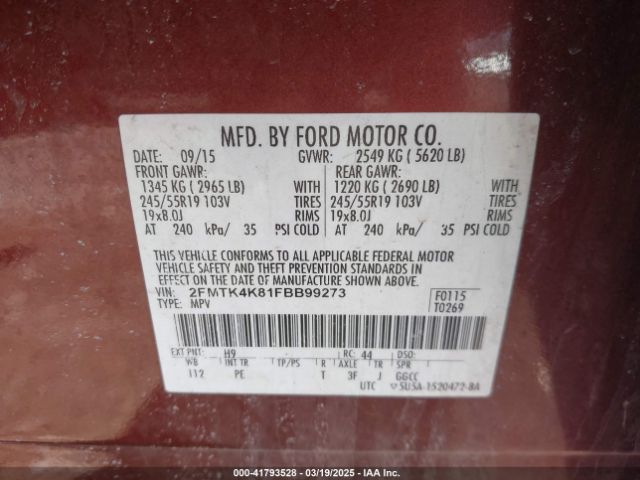 MFD. BY FORD MOTOR CO.
DATE: 09/15 GVWR: 2549 KG ( 5620 LB)
FRONT GAWR: REAR GAWR:
1345 KG ( 2965 LB) WITH 1220 KG ( 2690 LB) WITH
245/55R19 103V TIRES 245/55R19 103V TIRES
19x8.0J RIMS 19x8.0J RIMS
AT 240 kPa/ 35 PSI COLD AT 240 kPa/ 35 PSI COLD
THIS VEHICLE CONFORMS TO ALL APPLICABLE FEDERAL MOTOR
VEHICLE SAFETY AND THEFT PREVENTION STANDARDS IN
EFFECT ON THE DATE OF MANUFACTURE SHOWN ABOVE.
VIN: 2FMTK4K81FBB99273 F0115
TYPE: MPV T0269
EXT PNT: H9 RC: 44 DSO:
WB INT TR TP/PS R AXLE TR SPR
112 PE T 3F J GGCC
UTC 5U5A-1520472-BA
000-41793528 - 03/19/2025 - IAA Inc.